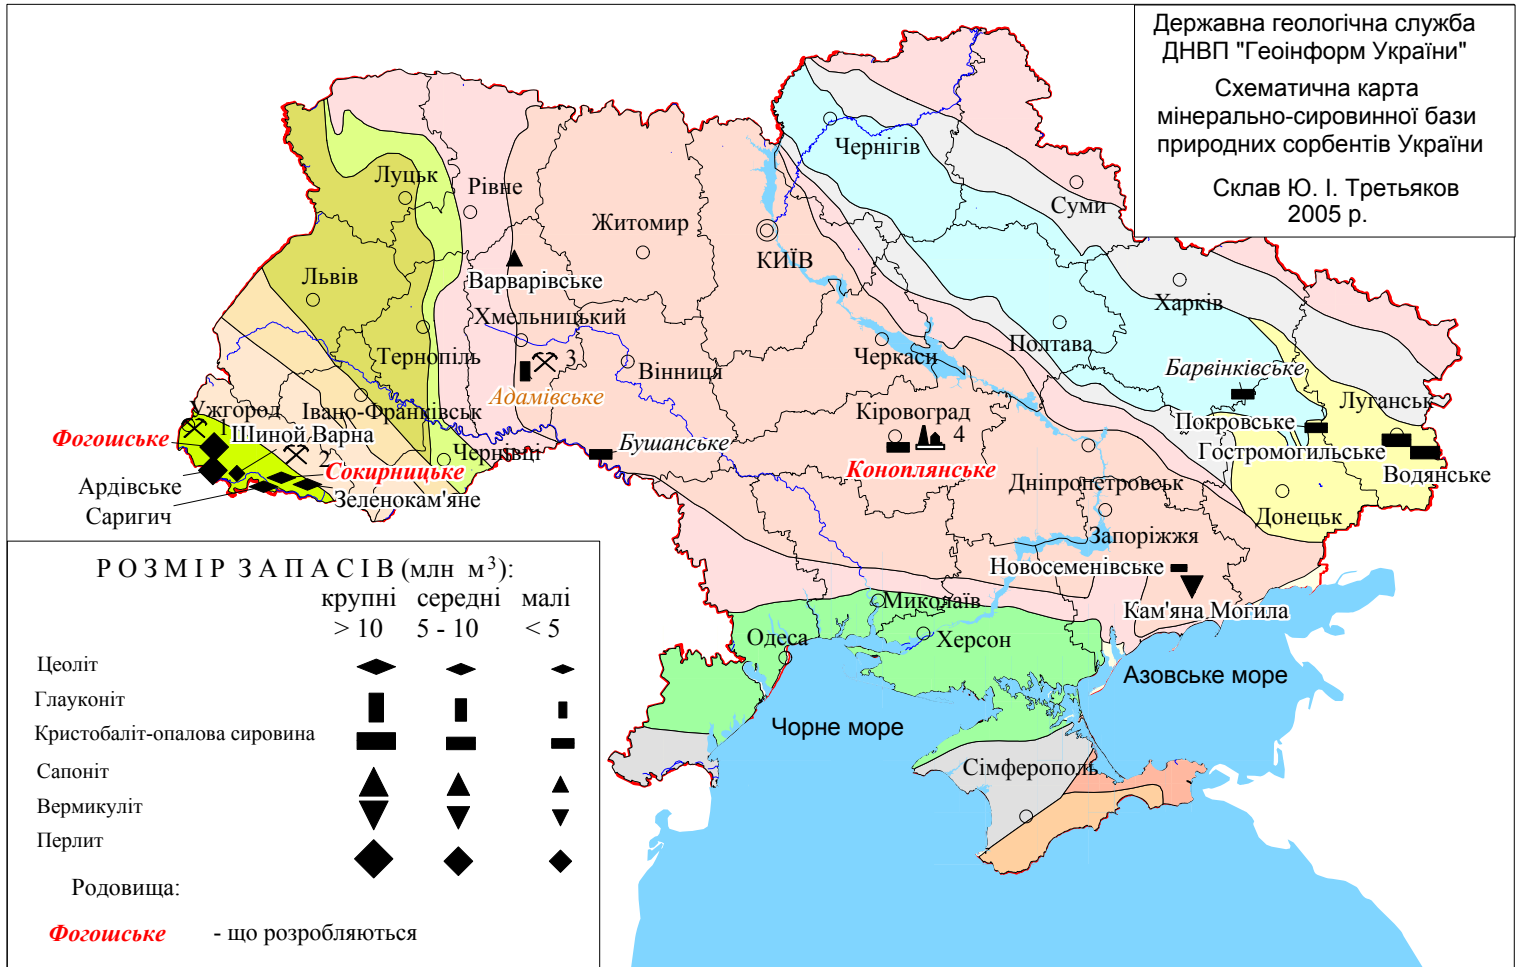 Державна геологічна служба
ДНВП "Геоінформ України"
Схематична карта
мінерально-сировинної бази
природних сорбентів України
Склав Ю. І. Третьяков
2005 р.
Чернігів
Луцьк
Рівне
Суми
Житомир
КИЇВ
Львів
Варварівське
Харків
Хмельницький
3
Полтава
Тернопіль
Вінниця
Черкаси
Барвінківське
Адамівське
Луганськ
Ужгород
Івано-Франківськ
Кіровоград
Покровське
1
Фогошське
Шиной Варна
Бушанське
4
Гостромогильське
2
Чернівці
Сокирницьке
Коноплянське
Водянське
Ардівське
Зеленокам'яне
Дніпропетровськ
Саригич
Донецьк
Запоріжжя
Новосеменівське
Миколаїв
Кам'яна Могила
Одеса
Херсон
Азовське море
Чорне море
Сімферополь
РОЗМІР ЗАПАСІВ (млн м³):
крупні середні малі
> 10 5 - 10 < 5
Цеоліт
Глауконіт
Кристобаліт-опалова сировина
Сапоніт
Вермикуліт
Перлит
Родовища:
Фогошське - що розробляються